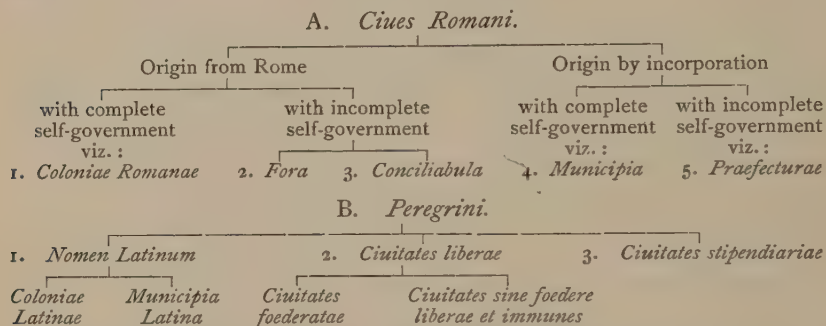 A. Ciues Romani.
Origin from Rome Origin by incorporation
with complete self-government viz. :
with incomplete self-government
with complete self-government viz. :
with incomplete self-government viz. :
1. Coloniae Romanae 2. Fora 3. Conciliabula 4. Municipia 5. Praefecturae
B. Peregrini.
1. Nomen Latinum 2. Ciuitates liberae 3. Ciuitates stipendiariae
Coloniae Latinae
Municipia Latina
Ciuitates foederatae
Ciuitates sine foedere liberae et immunes